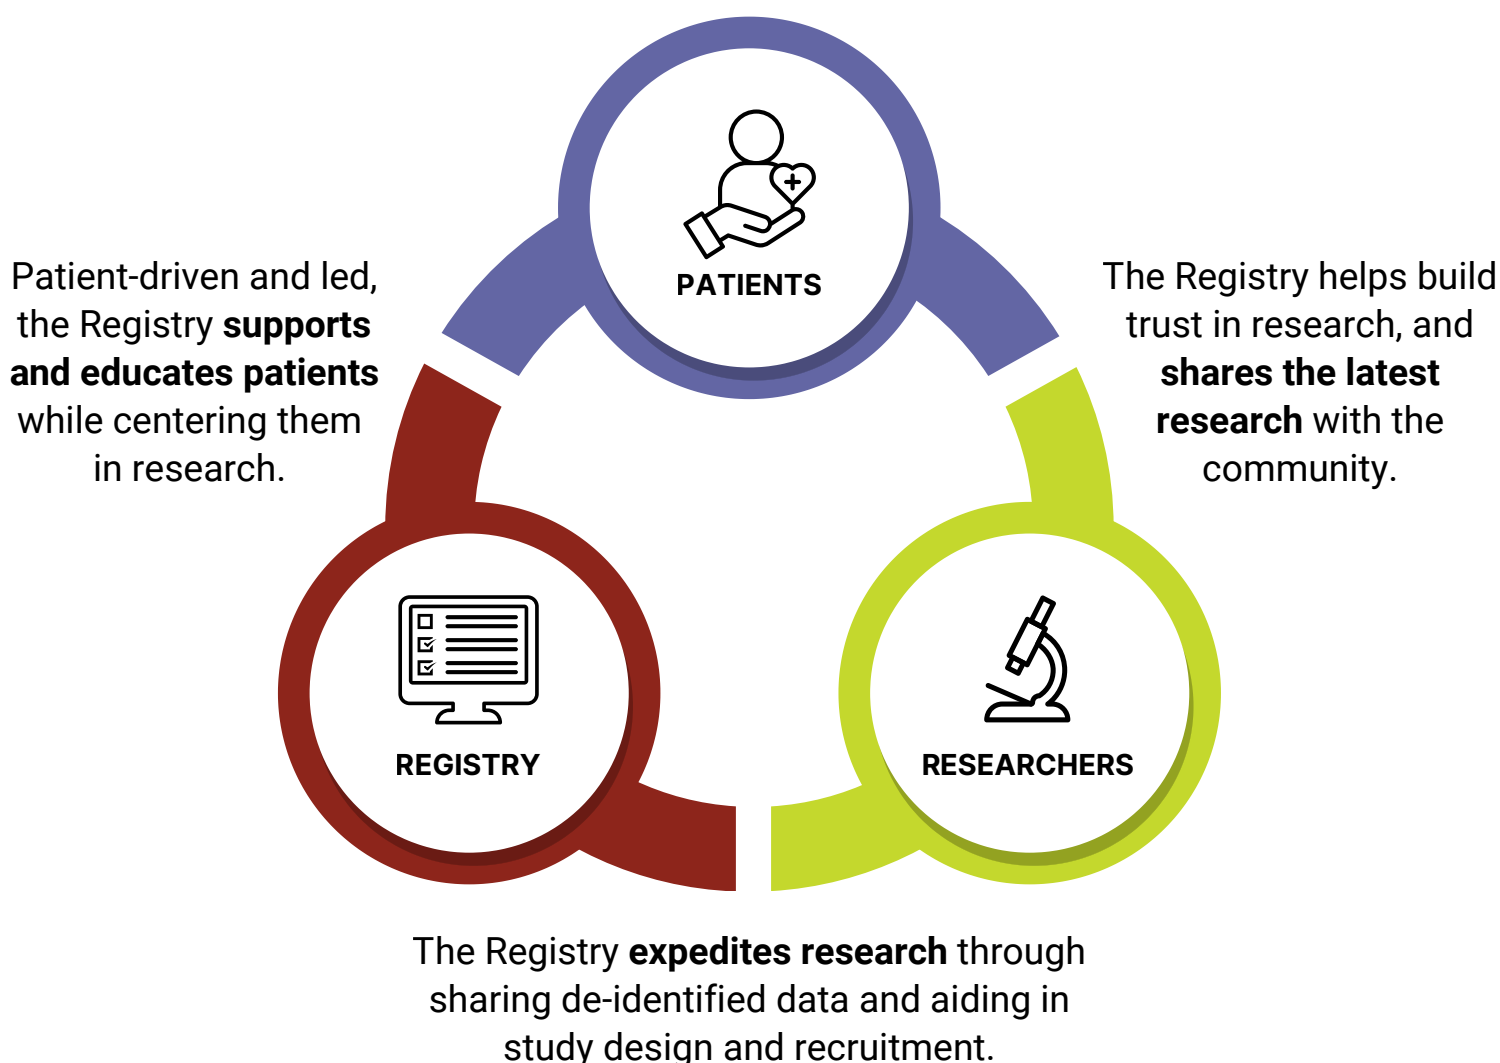 PATIENTS
Patient-driven and led,
the Registry supports
and educates patients
while centering them
in research.
The Registry helps build
trust in research, and
shares the latest
research with the
community.
REGISTRY
RESEARCHERS
The Registry expedites research through
sharing de-identified data and aiding in
study design and recruitment.